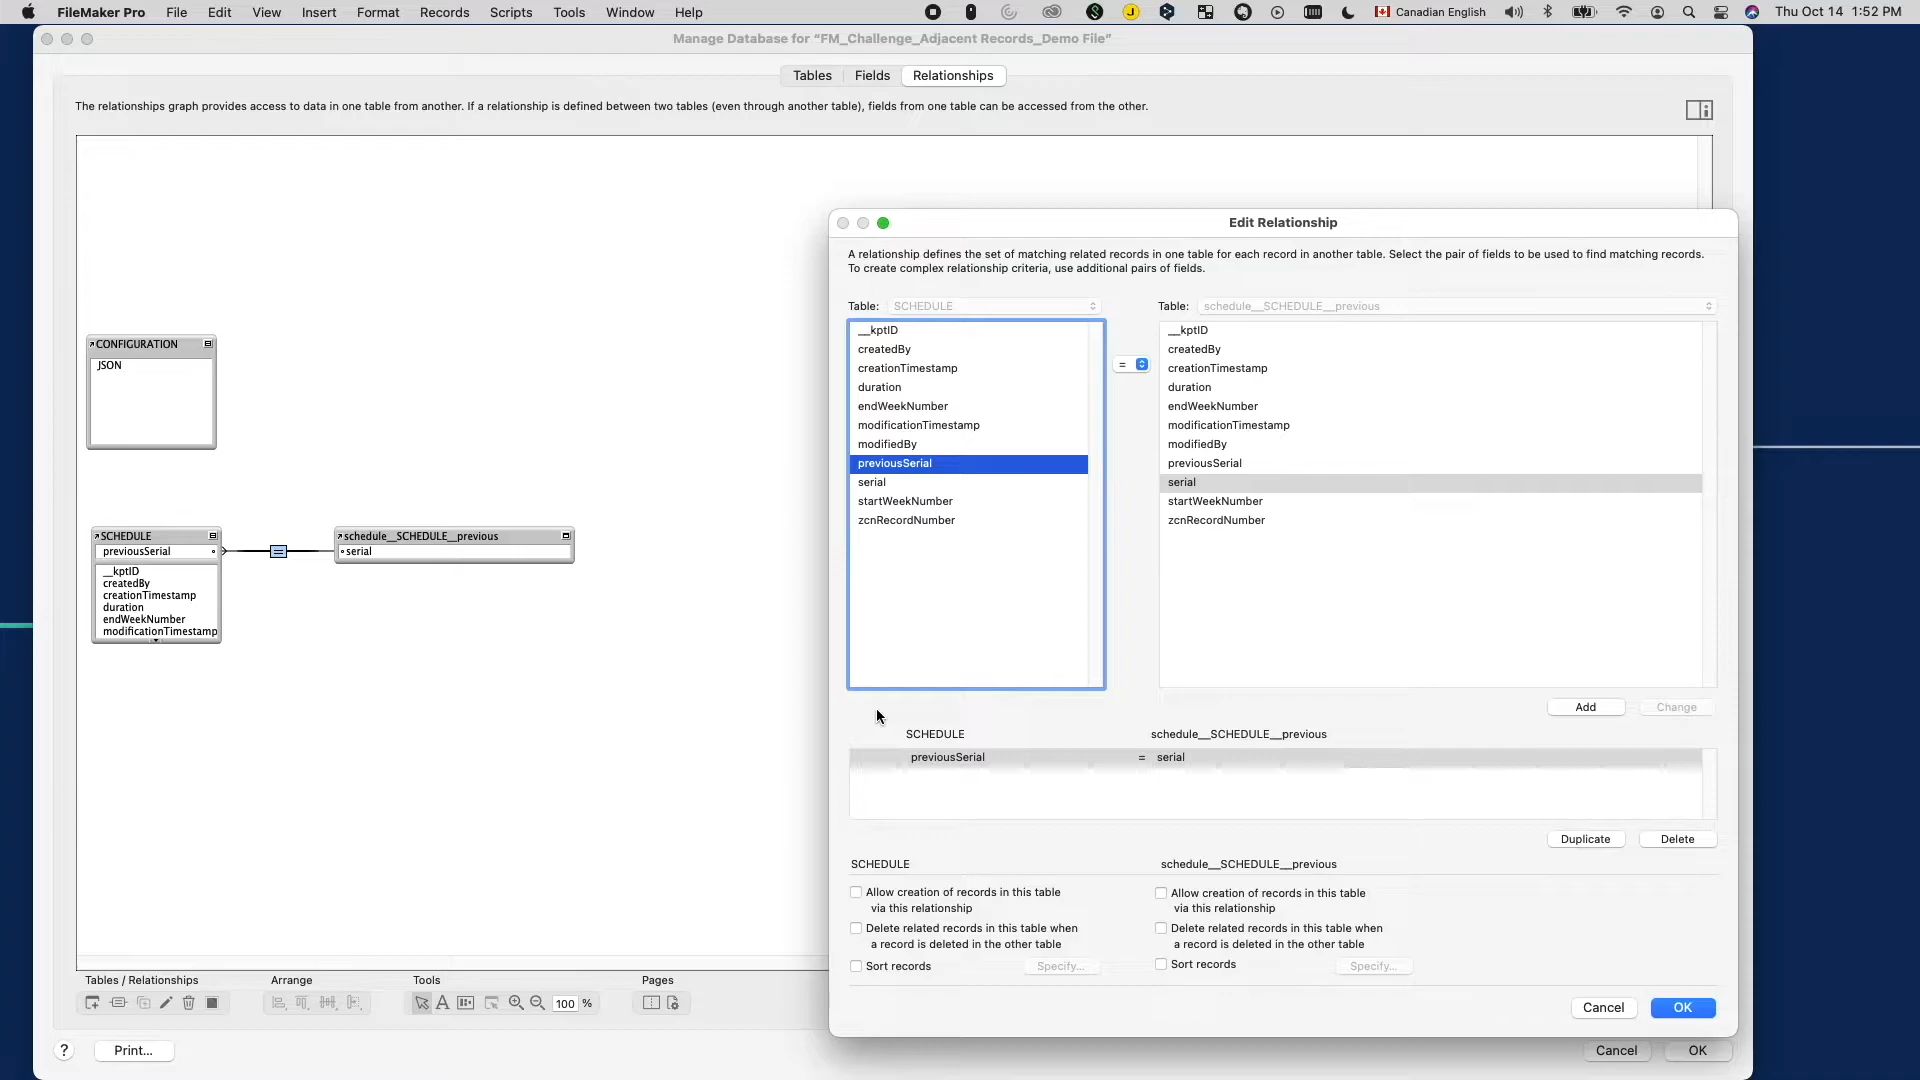 FileMaker Pro File Edit View Insert Format Records Scripts Tools Window Help Canadian English Thu Oct 14 1:52 PM
Manage Database for “FM_Challenge_Adjacent Records_Demo File”
Tables Fields Relationships
The relationships graph provides access to data in one table from another. If a relationship is defined between two tables (even through another table), fields from one table can be accessed from the other.
CONFIGURATION
JSON
SCHEDULE
previousSerial
__kptID
createdBy
creationTimestamp
duration
endWeekNumber
modificationTimestamp
=
schedule__SCHEDULE__previous
serial
Edit Relationship
A relationship defines the set of matching related records in one table for each record in another table. Select the pair of fields to be used to find matching records.
To create complex relationship criteria, use additional pairs of fields.
Table: SCHEDULE
Table: schedule__SCHEDULE__previous
__kptID
createdBy
creationTimestamp
duration
endWeekNumber
modificationTimestamp
modifiedBy
previousSerial
serial
startWeekNumber
zcnRecordNumber
=
__kptID
createdBy
creationTimestamp
duration
endWeekNumber
modificationTimestamp
modifiedBy
previousSerial
serial
startWeekNumber
zcnRecordNumber
Add Change
SCHEDULE schedule__SCHEDULE__previous
previousSerial = serial
Duplicate Delete
SCHEDULE
Allow creation of records in this table
via this relationship
Delete related records in this table when
a record is deleted in the other table
Sort records Specify...
schedule__SCHEDULE__previous
Allow creation of records in this table
via this relationship
Delete related records in this table when
a record is deleted in the other table
Sort records Specify...
Cancel OK
Tables / Relationships Arrange Tools Pages
100 %
? Print... Cancel OK